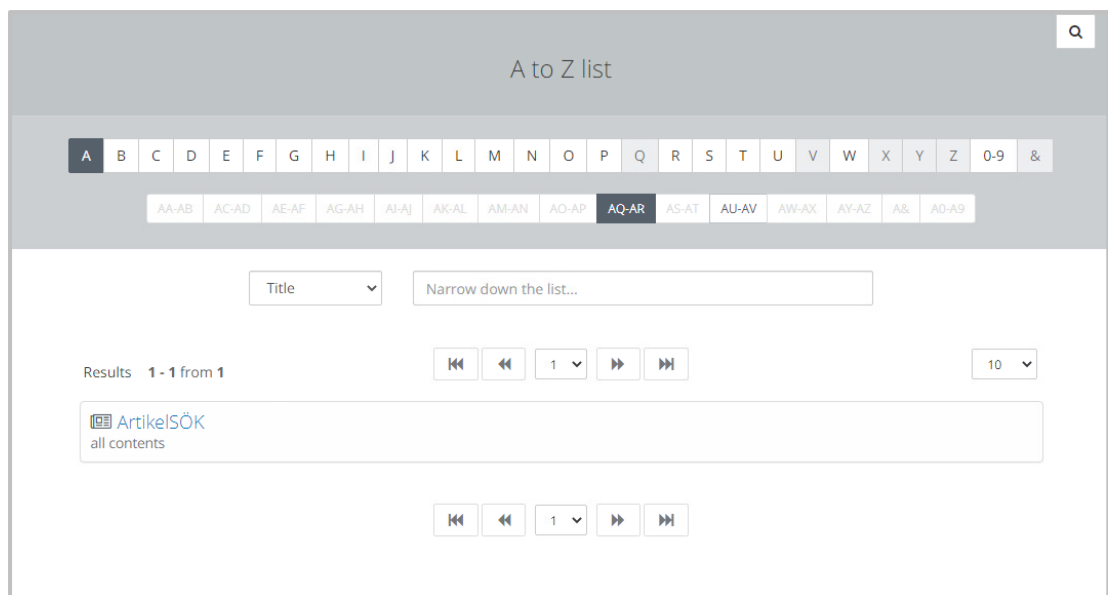 A to Z list
A B C D E F G H I J K L M N O P Q R S T U V W X Y Z 0-9 &
AA-AB AC-AD AE-AF AG-AH AI-AJ AK-AL AM-AN AO-AP AQ-AR AS-AT AU-AV AW-AX AY-AZ A& A0-A9
Title Narrow down the list...
Results 1 - 1 from 1 1 10
ArtikelSÖK
all contents
1